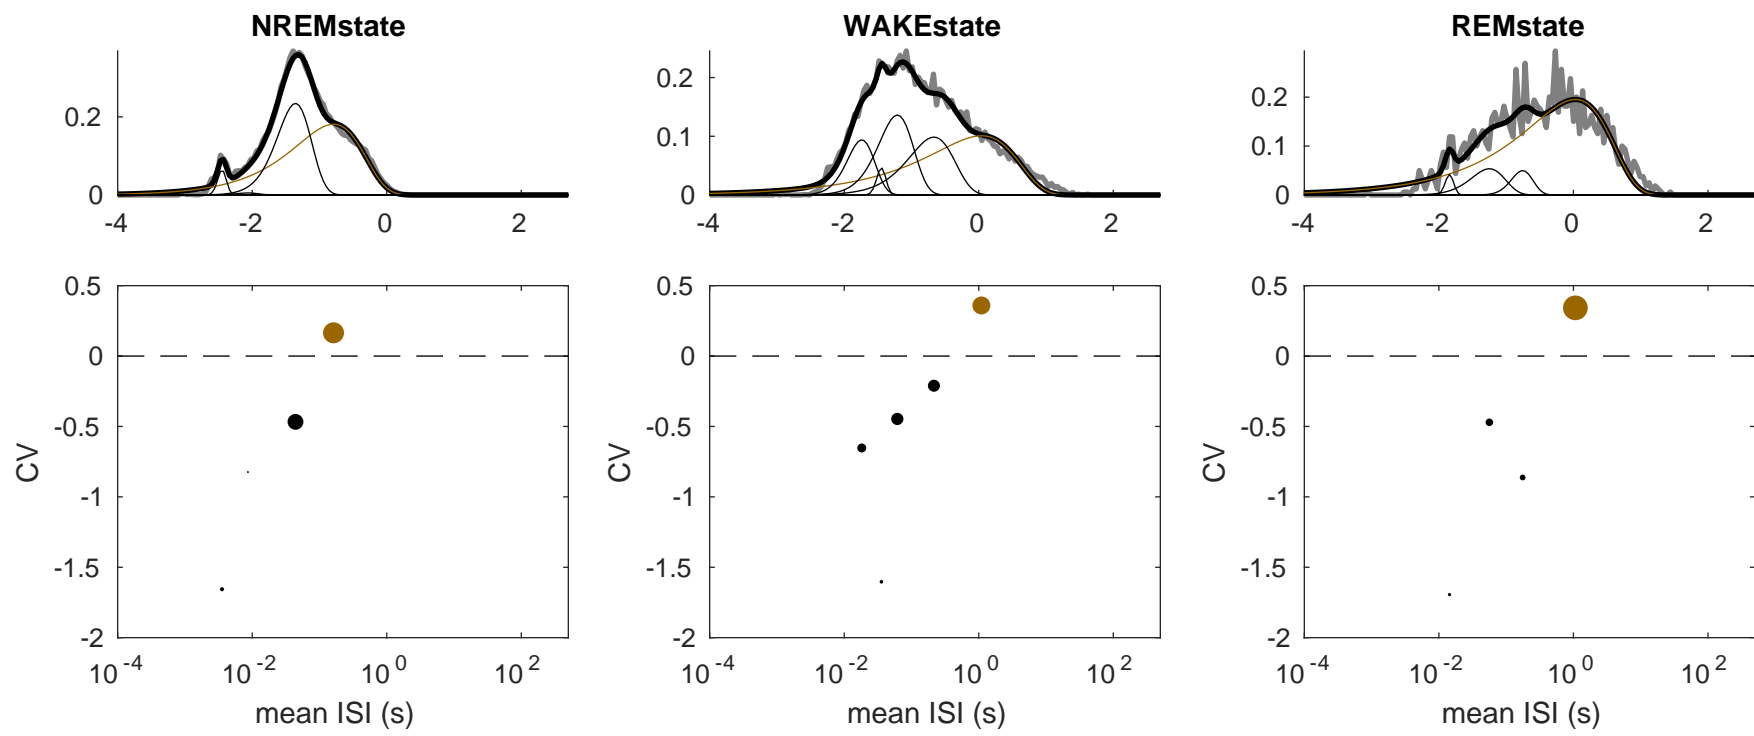 NREMstate WAKEstate REMstate
0.2 0.2 0.2
0.1 0.1
0 0 0
-4 -2 0 2 -4 -2 0 2 -4 -2 0 2
0.5 0.5 0.5
0 0 0
-0.5 -0.5 -0.5
-1 -1 -1
-1.5 -1.5 -1.5
-2 -2 -2
CV CV CV
10^-4 10^-2 10^0 10^2 10^-4 10^-2 10^0 10^2 10^-4 10^-2 10^0 10^2
mean ISI (s) mean ISI (s) mean ISI (s)